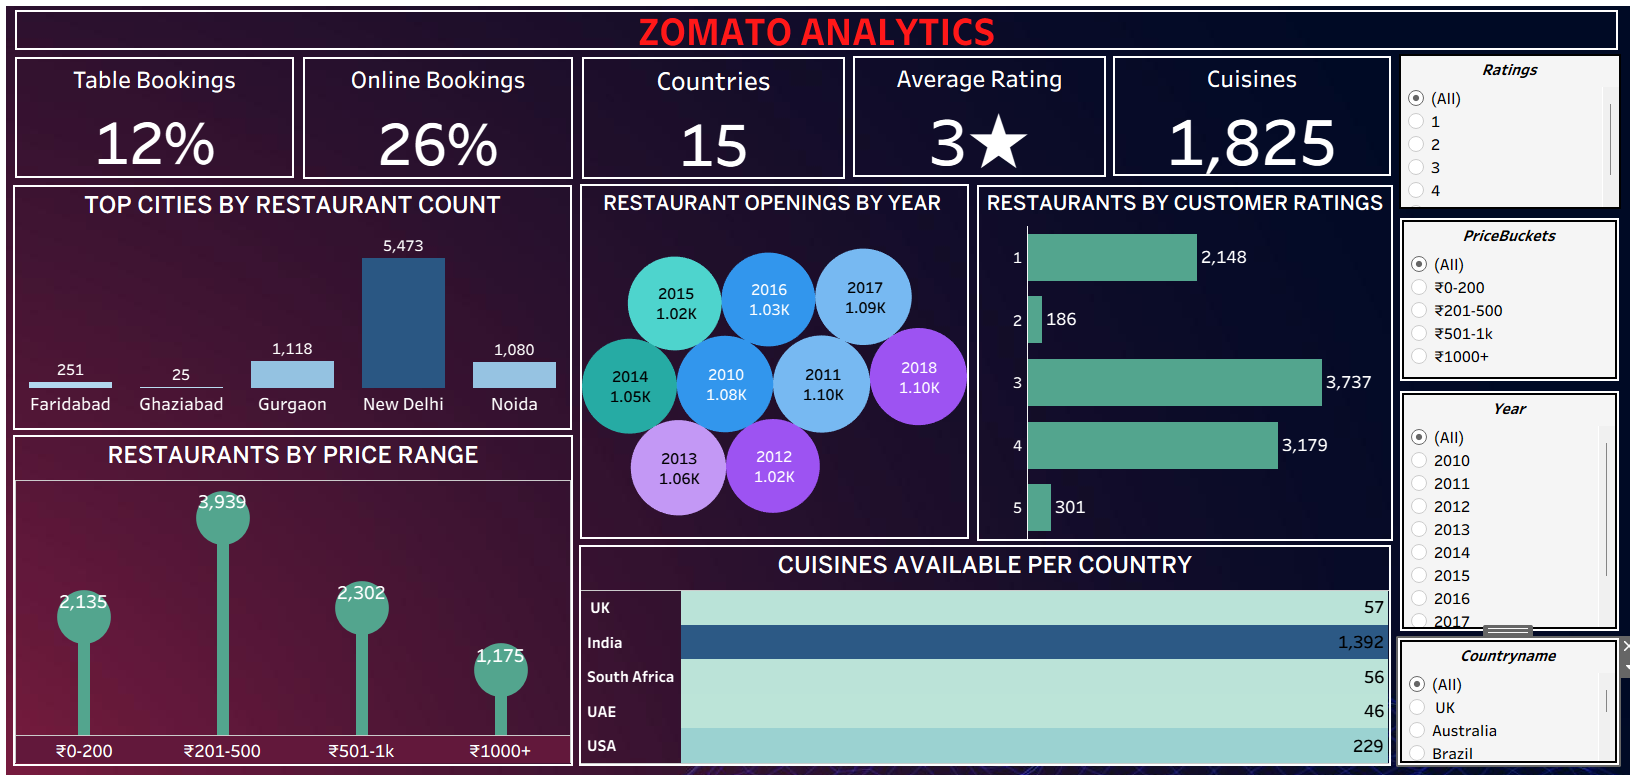 ZOMATO ANALYTICS
Table Bookings
12%
Online Bookings
26%
Countries
15
Average Rating
3★
Cuisines
1,825
TOP CITIES BY RESTAURANT COUNT
251
25
1,118
5,473
1,080
Faridabad
Ghaziabad
Gurgaon
New Delhi
Noida
RESTAURANTS BY PRICE RANGE
2,135
3,939
2,302
1,175
₹0-200
₹201-500
₹501-1k
₹1000+
RESTAURANT OPENINGS BY YEAR
2015
1.02K
2016
1.03K
2017
1.09K
2014
1.05K
2010
1.08K
2011
1.10K
2018
1.10K
2013
1.06K
2012
1.02K
RESTAURANTS BY CUSTOMER RATINGS
1 2,148
2 186
3 3,737
4 3,179
5 301
CUISINES AVAILABLE PER COUNTRY
UK 57
India 1,392
South Africa 56
UAE 46
USA 229
Ratings
(All)
1
2
3
4
PriceBuckets
(All)
₹0-200
₹201-500
₹501-1k
₹1000+
Year
(All)
2010
2011
2012
2013
2014
2015
2016
2017
Countryname
(All)
UK
Australia
Brazil